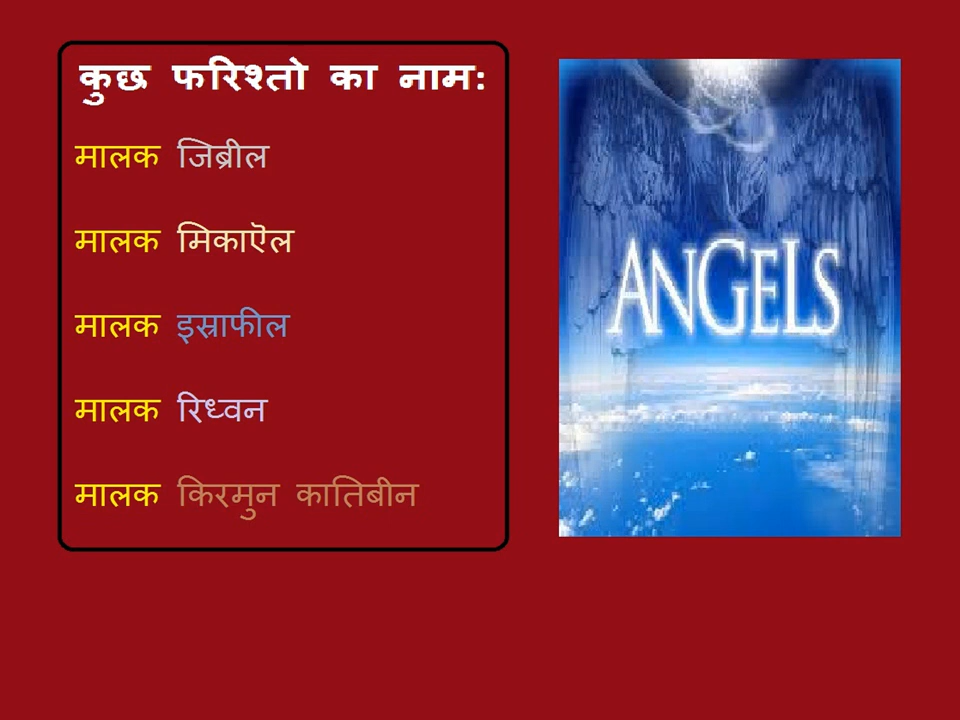 कुछ फरिश्तो का नाम:
मालक जिब्रील
मालक मिकाऎल
मालक इस्राफील
मालक रिध्वन
मालक किरमुन कातिबीन
ANGELS